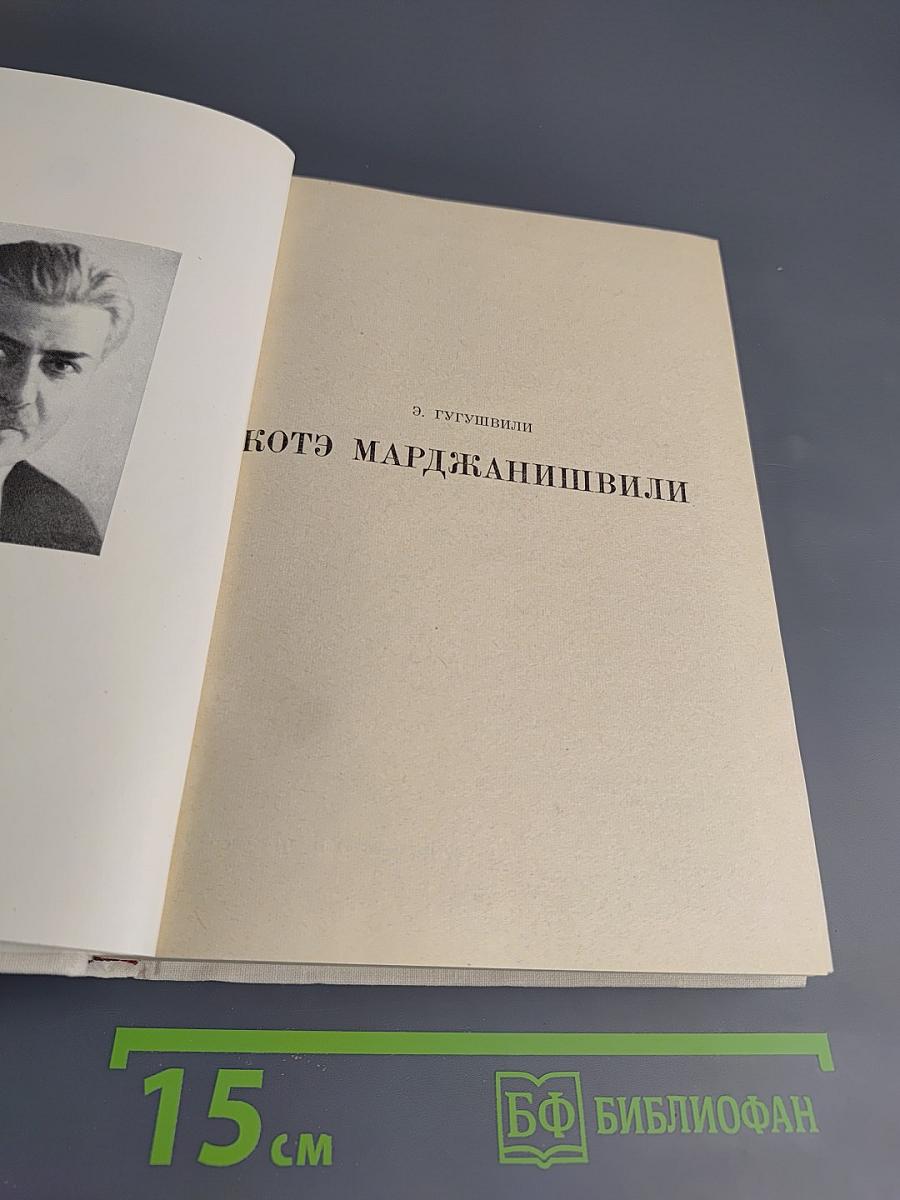 Э. ГУГУШВИЛИ
КОТЭ МАРДЖАНИШВИЛИ
15 см
БФ БИБЛИОФАН